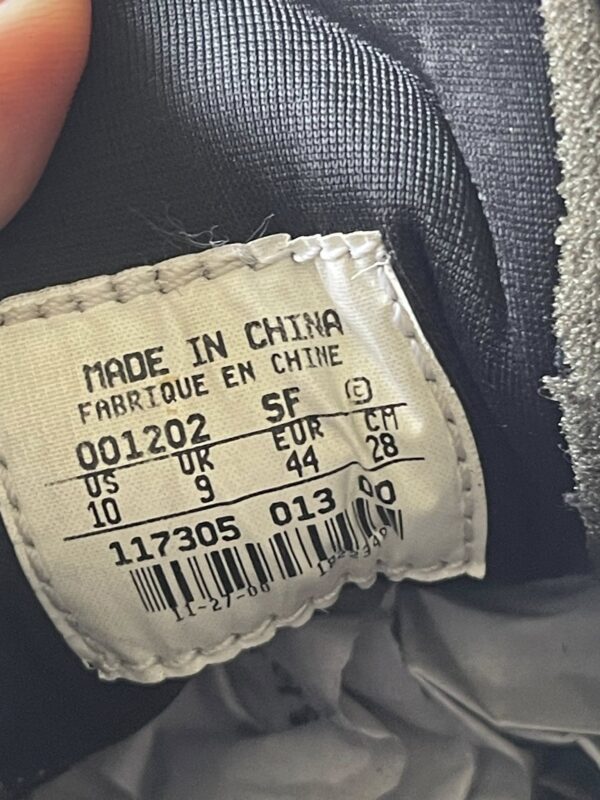 MADE IN CHINA
FABRIQUE EN CHINE
001202 SF ©
US UK EUR CM
10 9 44 28
117305 013 00
11-27-00